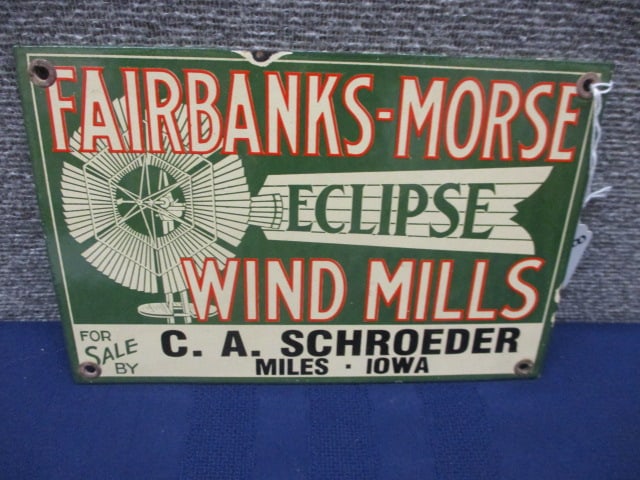 FAIRBANKS-MORSE
ECLIPSE
WIND MILLS
FOR SALE BY
C. A. SCHROEDER
MILES · IOWA